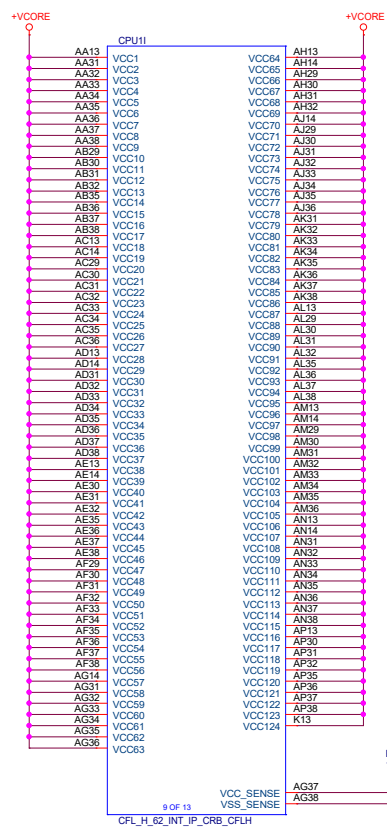 +VCORE
+VCORE
CPU1I
AA13 VCC1
AA31 VCC2
AA32 VCC3
AA33 VCC4
AA34 VCC5
AA35 VCC6
AA36 VCC7
AA37 VCC8
AA38 VCC9
AB29 VCC10
AB30 VCC11
AB31 VCC12
AB32 VCC13
AB35 VCC14
AB36 VCC15
AB37 VCC16
AB38 VCC17
AC13 VCC18
AC14 VCC19
AC29 VCC20
AC30 VCC21
AC31 VCC22
AC32 VCC23
AC33 VCC24
AC34 VCC25
AC35 VCC26
AC36 VCC27
AD13 VCC28
AD14 VCC29
AD31 VCC30
AD32 VCC31
AD33 VCC32
AD34 VCC33
AD35 VCC34
AD36 VCC35
AD37 VCC36
AD38 VCC37
AE13 VCC38
AE14 VCC39
AE30 VCC40
AE31 VCC41
AE32 VCC42
AE35 VCC43
AE36 VCC44
AE37 VCC45
AE38 VCC46
AF29 VCC47
AF30 VCC48
AF31 VCC49
AF32 VCC50
AF33 VCC51
AF34 VCC52
AF35 VCC53
AF36 VCC54
AF37 VCC55
AF38 VCC56
AG14 VCC57
AG31 VCC58
AG32 VCC59
AG33 VCC60
AG34 VCC61
AG35 VCC62
AG36 VCC63
VCC64 AH13
VCC65 AH14
VCC66 AH29
VCC67 AH30
VCC68 AH31
VCC69 AH32
VCC70 AJ14
VCC71 AJ29
VCC72 AJ30
VCC73 AJ31
VCC74 AJ32
VCC75 AJ33
VCC76 AJ34
VCC77 AJ35
VCC78 AJ36
VCC79 AK31
VCC80 AK32
VCC81 AK33
VCC82 AK34
VCC83 AK35
VCC84 AK36
VCC85 AK37
VCC86 AK38
VCC87 AL13
VCC88 AL29
VCC89 AL30
VCC90 AL31
VCC91 AL32
VCC92 AL35
VCC93 AL36
VCC94 AL37
VCC95 AL38
VCC96 AM13
VCC97 AM14
VCC98 AM29
VCC99 AM30
VCC100 AM31
VCC101 AM32
VCC102 AM33
VCC103 AM34
VCC104 AM35
VCC105 AM36
VCC106 AN13
VCC107 AN14
VCC108 AN31
VCC109 AN32
VCC110 AN33
VCC111 AN34
VCC112 AN35
VCC113 AN36
VCC114 AN37
VCC115 AN38
VCC116 AP13
VCC117 AP30
VCC118 AP31
VCC119 AP32
VCC120 AP35
VCC121 AP36
VCC122 AP37
VCC123 AP38
VCC124 K13
VCC_SENSE AG37
VSS_SENSE AG38
9 OF 13
CFL_H_62_INT_IP_CRB_CFLH